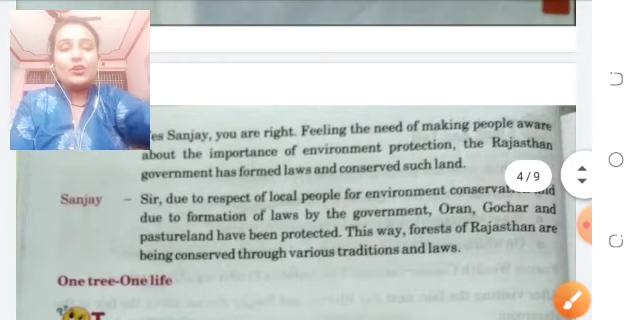 es Sanjay, you are right. Feeling the need of making people aware
about the importance of environment protection, the Rajasthan
government has formed laws and conserved such land.
4 / 9
Sanjay – Sir, due to respect of local people for environment and
due to formation of laws by the government, Oran, Gochar and
pastureland have been protected. This way, forests of Rajasthan are
being conserved through various traditions and laws.
One tree-One life